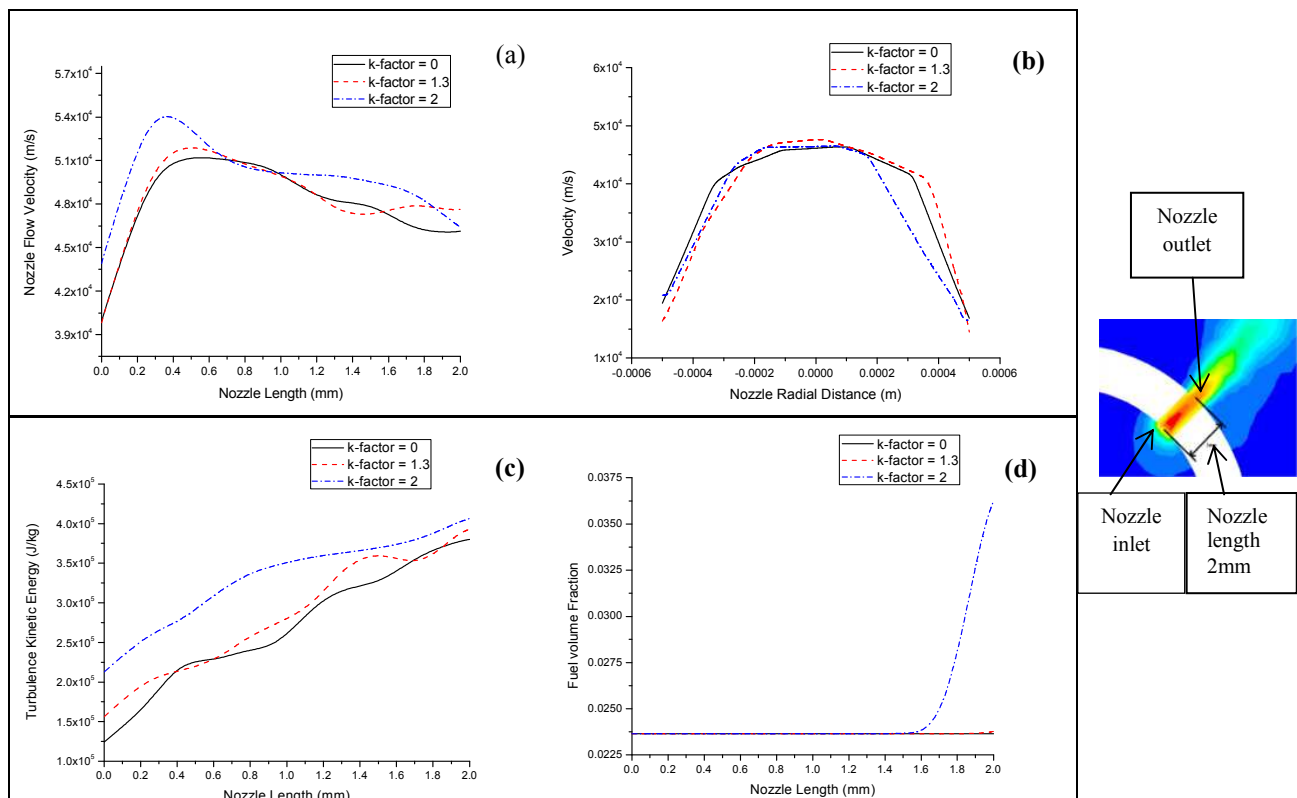 (a)
k-factor = 0
k-factor = 1.3
k-factor = 2
5.7x10⁴
5.4x10⁴
5.1x10⁴
4.8x10⁴
4.5x10⁴
4.2x10⁴
3.9x10⁴
Nozzle Flow Velocity (m/s)
0.0 0.2 0.4 0.6 0.8 1.0 1.2 1.4 1.6 1.8 2.0
Nozzle Length (mm)
(b)
k-factor = 0
k-factor = 1.3
k-factor = 2
6x10⁴
5x10⁴
4x10⁴
3x10⁴
2x10⁴
1x10⁴
Velocity (m/s)
-0.0006 -0.0004 -0.0002 0.0000 0.0002 0.0004 0.0006
Nozzle Radial Distance (m)
(c)
k-factor = 0
k-factor = 1.3
k-factor = 2
4.5x10⁵
4.0x10⁵
3.5x10⁵
3.0x10⁵
2.5x10⁵
2.0x10⁵
1.5x10⁵
1.0x10⁵
Turbulence Kinetic Energy (J/kg)
0.0 0.2 0.4 0.6 0.8 1.0 1.2 1.4 1.6 1.8 2.0
Nozzle Length (mm)
(d)
k-factor = 0
k-factor = 1.3
k-factor = 2
0.0375
0.0350
0.0325
0.0300
0.0275
0.0250
0.0225
Fuel volume Fraction
0.0 0.2 0.4 0.6 0.8 1.0 1.2 1.4 1.6 1.8 2.0
Nozzle Length (mm)
Nozzle
outlet
Nozzle
inlet
Nozzle
length
2mm